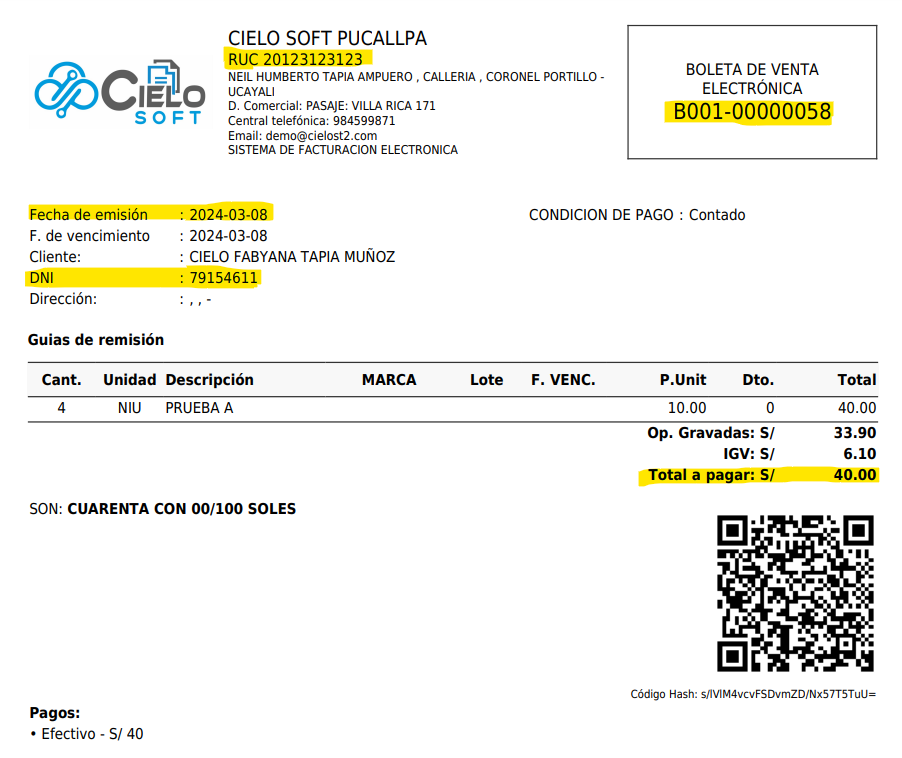 CIELO SOFT
CIELO SOFT PUCALLPA
RUC 20123123123
NEIL HUMBERTO TAPIA AMPUERO , CALLERIA , CORONEL PORTILLO -
UCAYALI
D. Comercial: PASAJE: VILLA RICA 171
Central telefónica: 984599871
Email: demo@cielost2.com
SISTEMA DE FACTURACION ELECTRONICA
BOLETA DE VENTA
ELECTRÓNICA
B001-00000058
Fecha de emisión : 2024-03-08 CONDICION DE PAGO : Contado
F. de vencimiento : 2024-03-08
Cliente: : CIELO FABYANA TAPIA MUÑOZ
DNI : 79154611
Dirección: : , , -
Guias de remisión
Cant. Unidad Descripción MARCA Lote F. VENC. P.Unit Dto. Total
4 NIU PRUEBA A 10.00 0 40.00
Op. Gravadas: S/ 33.90
IGV: S/ 6.10
Total a pagar: S/ 40.00
SON: CUARENTA CON 00/100 SOLES
Código Hash: s/lVlM4vcvFSDvmZD/Nx57T5TuU=
Pagos:
• Efectivo - S/ 40